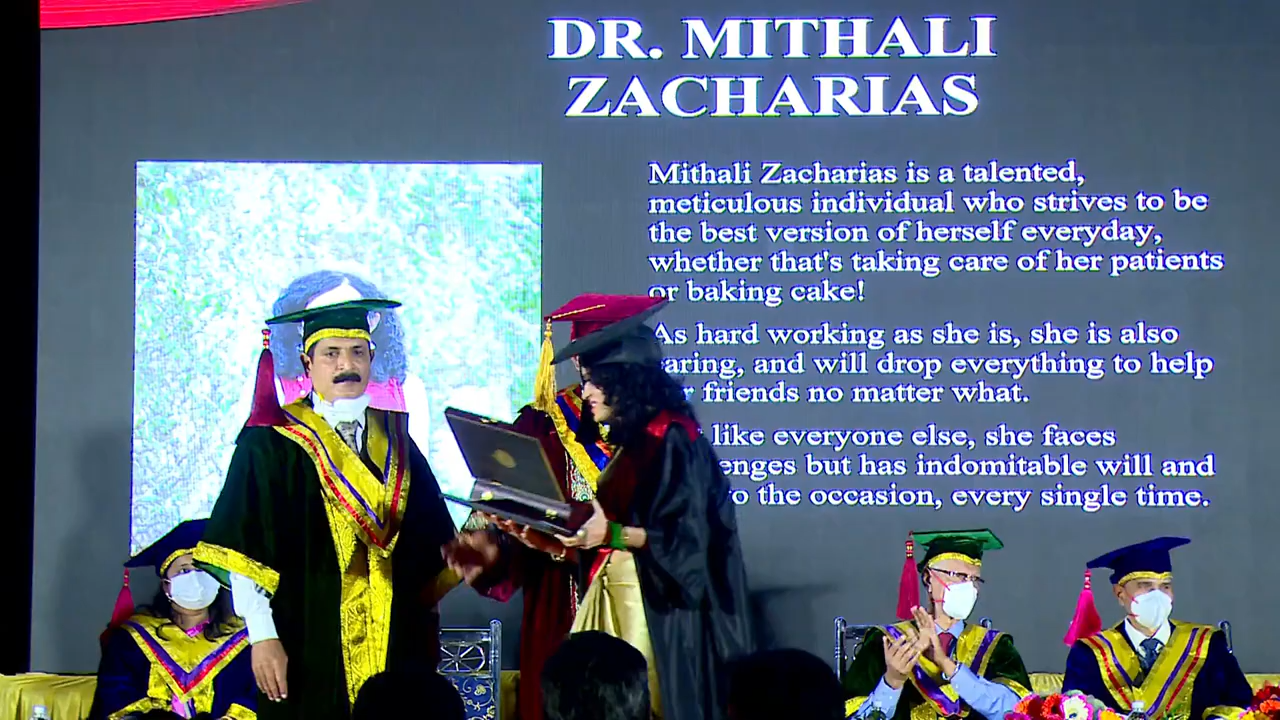 DR. MITHALI
ZACHARIAS
Mithali Zacharias is a talented,
meticulous individual who strives to be
the best version of herself everyday,
whether that's taking care of her patients
or baking cake!
As hard working as she is, she is also
caring, and will drop everything to help
friends no matter what.
like everyone else, she faces
enges but has indomitable will and
to the occasion, every single time.